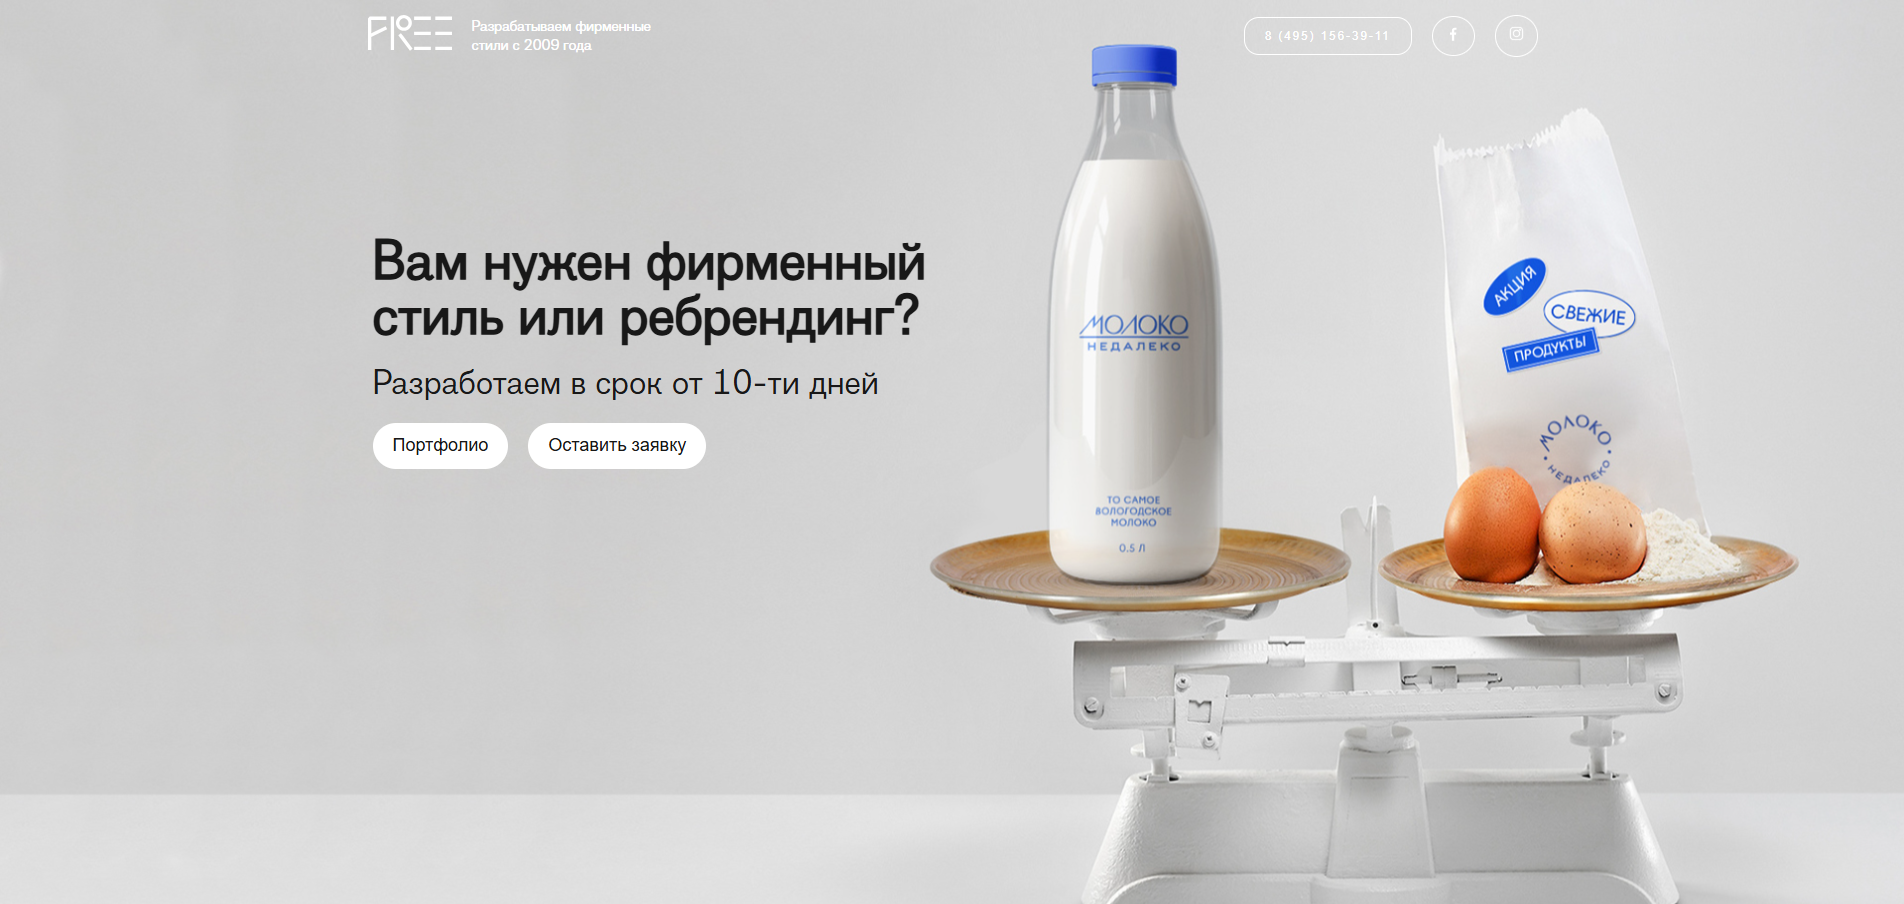 FREE
Разрабатываем фирменные
стили с 2009 года
8 (495) 156-39-11
Вам нужен фирменный
стиль или ребрендинг?
Разработаем в срок от 10-ти дней
Портфолио
Оставить заявку
МОЛОКО
НЕДАЛЕКО
ТО САМОЕ
ВОЛОГОДСКОЕ
МОЛОКО
0.5 Л
АКЦИЯ
СВЕЖИЕ
ПРОДУКТЫ
МОЛОКО
НЕДАЛЕКО